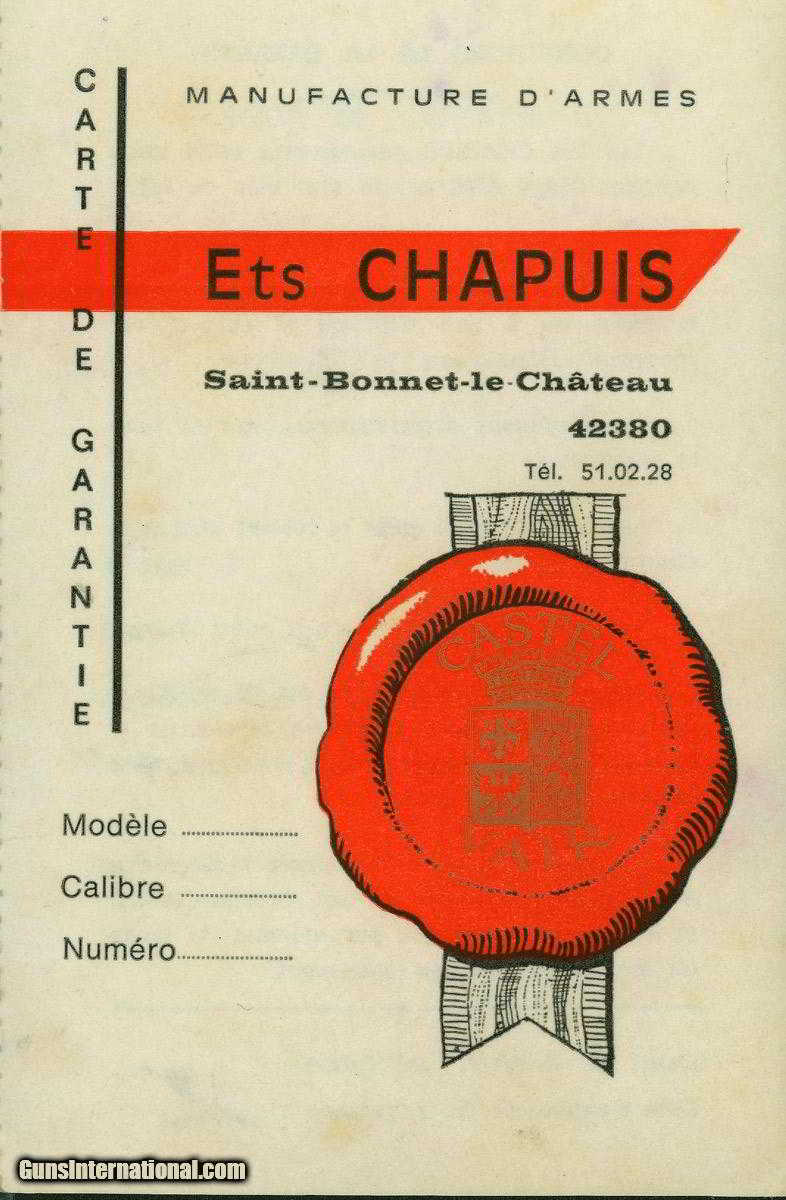 CARTE DE GARANTIE
MANUFACTURE D'ARMES
Ets CHAPUIS
Saint-Bonnet-le-Château
42380
Tél. 51.02.28
CASTEL
Modèle
Calibre
Numéro
GunsInternational.com